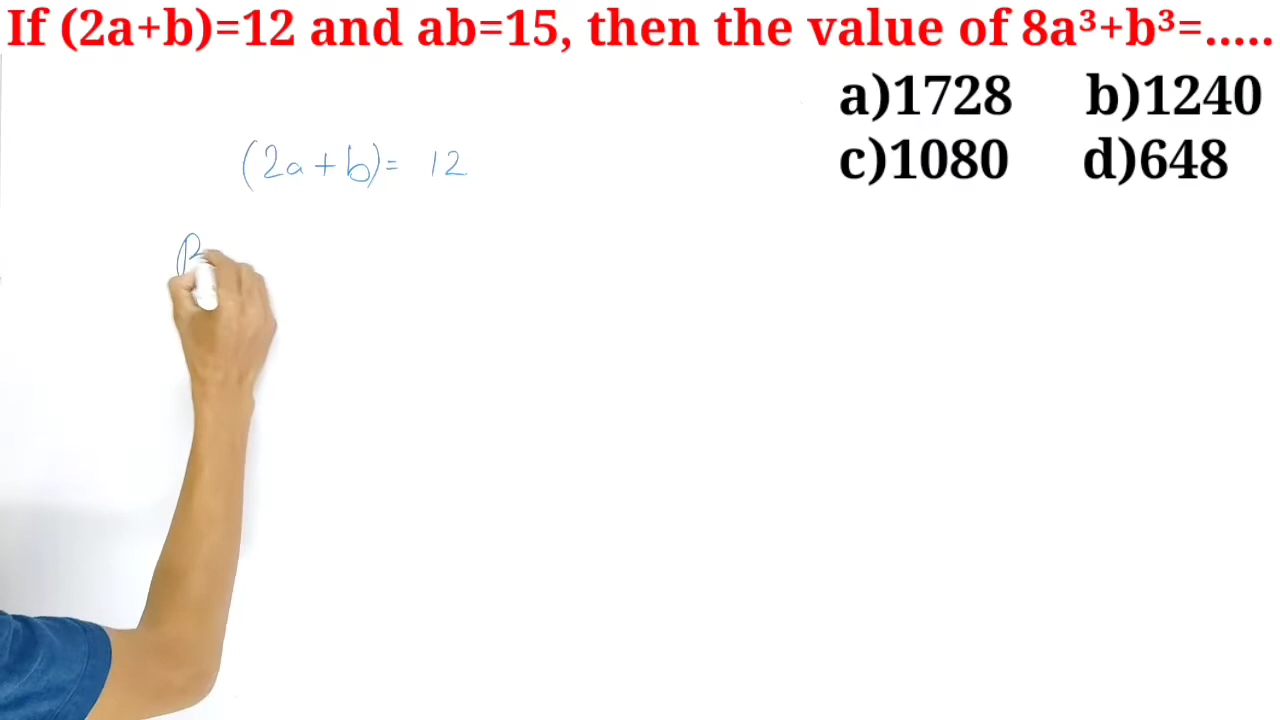 If (2a+b)=12 and ab=15, then the value of 8a³+b³=.....
a)1728 b)1240
c)1080 d)648
(2a+b)= 12